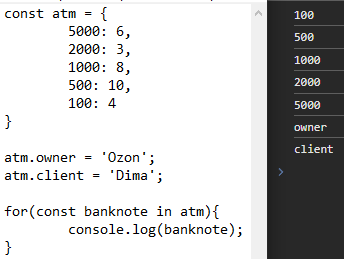 const atm = {
5000: 6,
2000: 3,
1000: 8,
500: 10,
100: 4
}
atm.owner = 'Ozon';
atm.client = 'Dima';
for(const banknote in atm){
console.log(banknote);
}
100
500
1000
2000
5000
owner
client